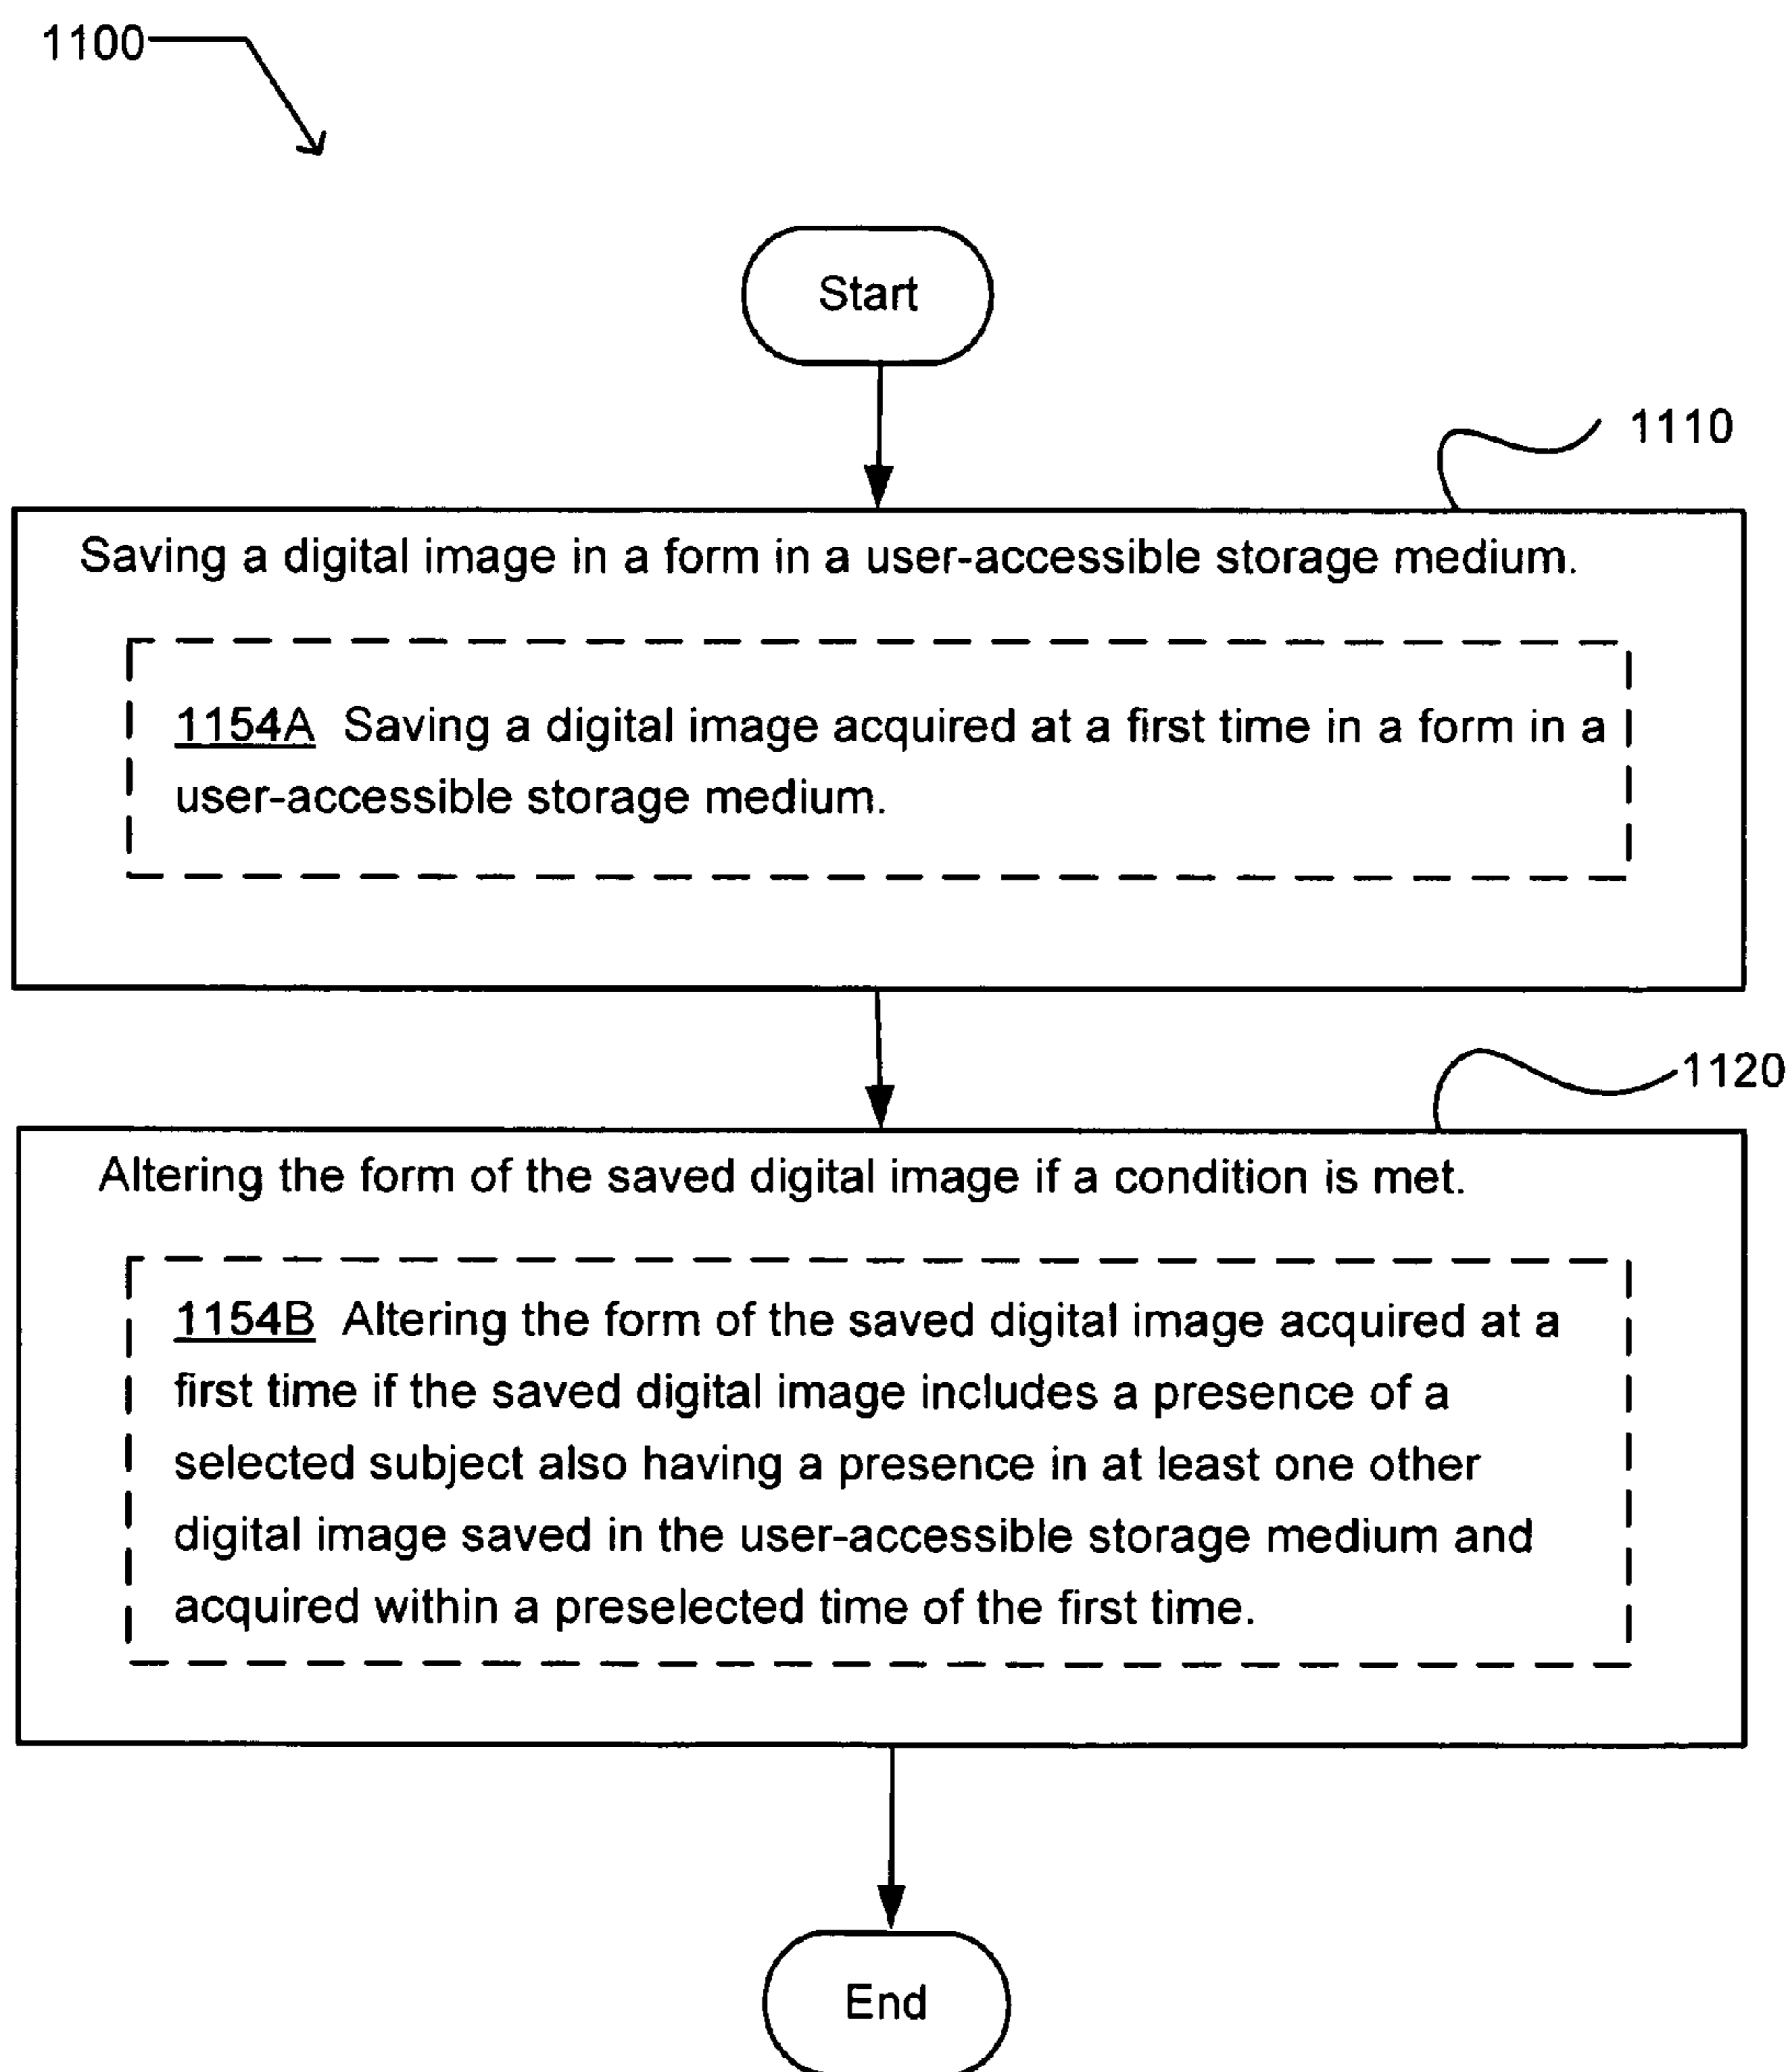 1100
Start
1110
Saving a digital image in a form in a user-accessible storage medium.
1154A Saving a digital image acquired at a first time in a form in a
user-accessible storage medium.
1120
Altering the form of the saved digital image if a condition is met.
1154B Altering the form of the saved digital image acquired at a
first time if the saved digital image includes a presence of a
selected subject also having a presence in at least one other
digital image saved in the user-accessible storage medium and
acquired within a preselected time of the first time.
End